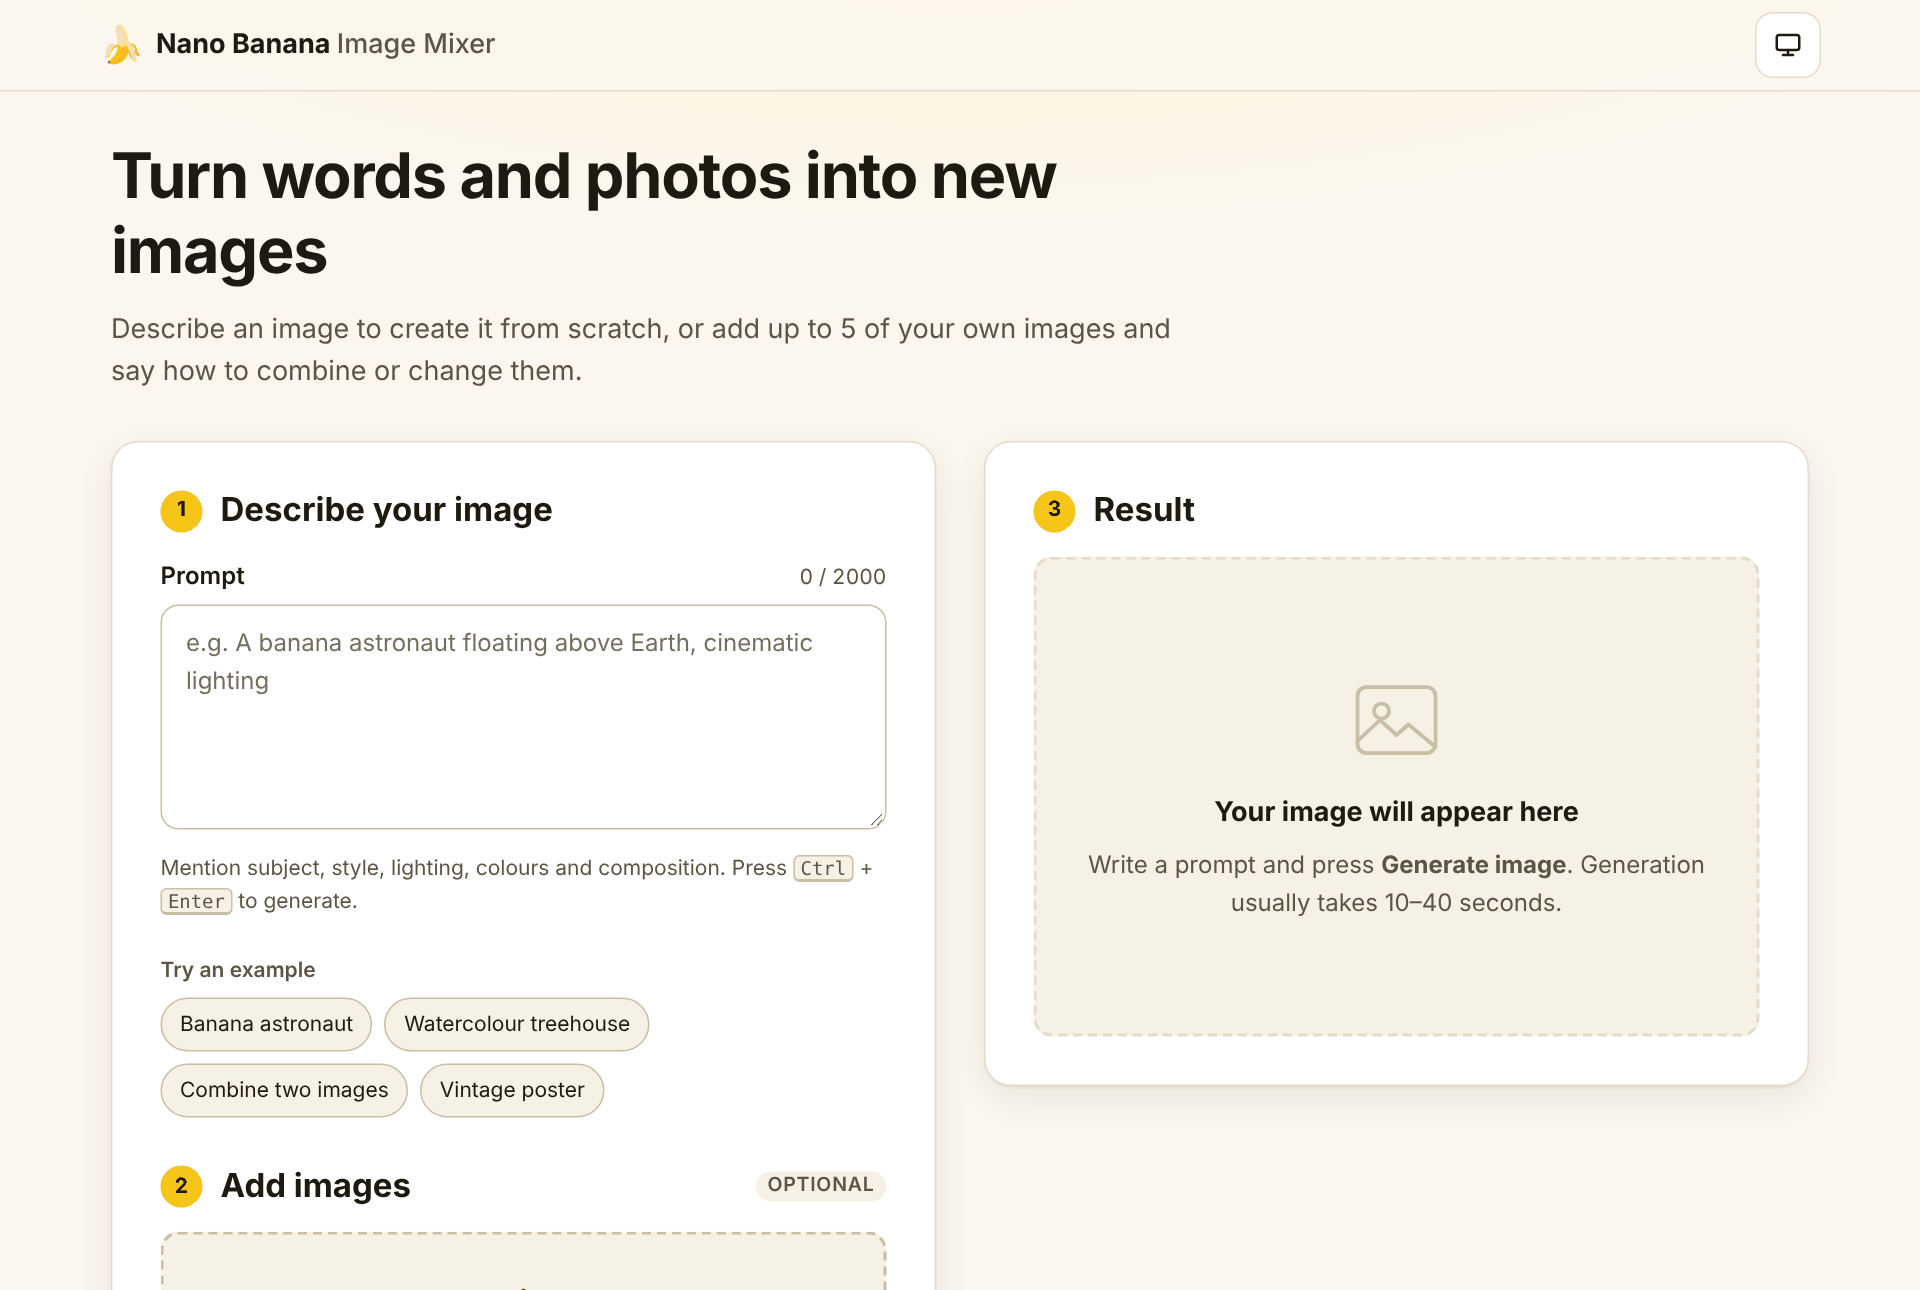 Nano Banana Image Mixer
Turn words and photos into new
images
Describe an image to create it from scratch, or add up to 5 of your own images and
say how to combine or change them.
1 Describe your image
Prompt 0 / 2000
e.g. A banana astronaut floating above Earth, cinematic
lighting
Mention subject, style, lighting, colours and composition. Press Ctrl +
Enter to generate.
Try an example
Banana astronaut Watercolour treehouse
Combine two images Vintage poster
2 Add images OPTIONAL
3 Result
Your image will appear here
Write a prompt and press Generate image. Generation
usually takes 10–40 seconds.